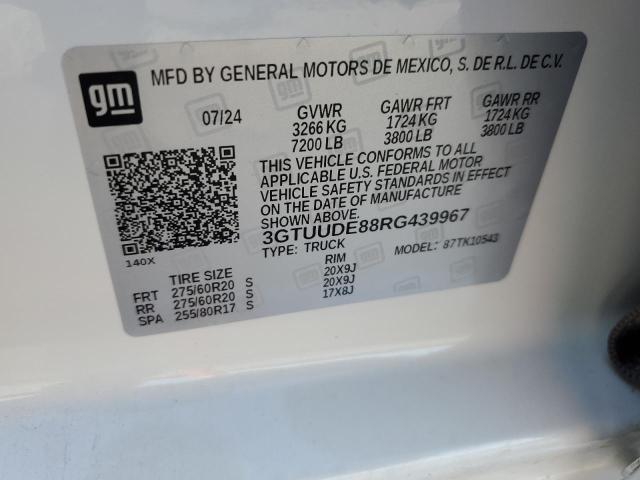 gm
MFD BY GENERAL MOTORS DE MEXICO, S. DE R.L. DE C.V.
07/24 GVWR GAWR FRT GAWR RR
3266 KG 1724 KG 1724 KG
7200 LB 3800 LB 3800 LB
THIS VEHICLE CONFORMS TO ALL
APPLICABLE U.S. FEDERAL MOTOR
VEHICLE SAFETY STANDARDS IN EFFECT
ON THE DATE OF MANUFACTURE
SHOWN ABOVE.
3GTUUDE88RG439967
TYPE: TRUCK MODEL: 87TK10543
140X
TIRE SIZE RIM
FRT 275/60R20 S 20X9J
RR 275/60R20 S 20X9J
SPA 255/80R17 S 17X8J